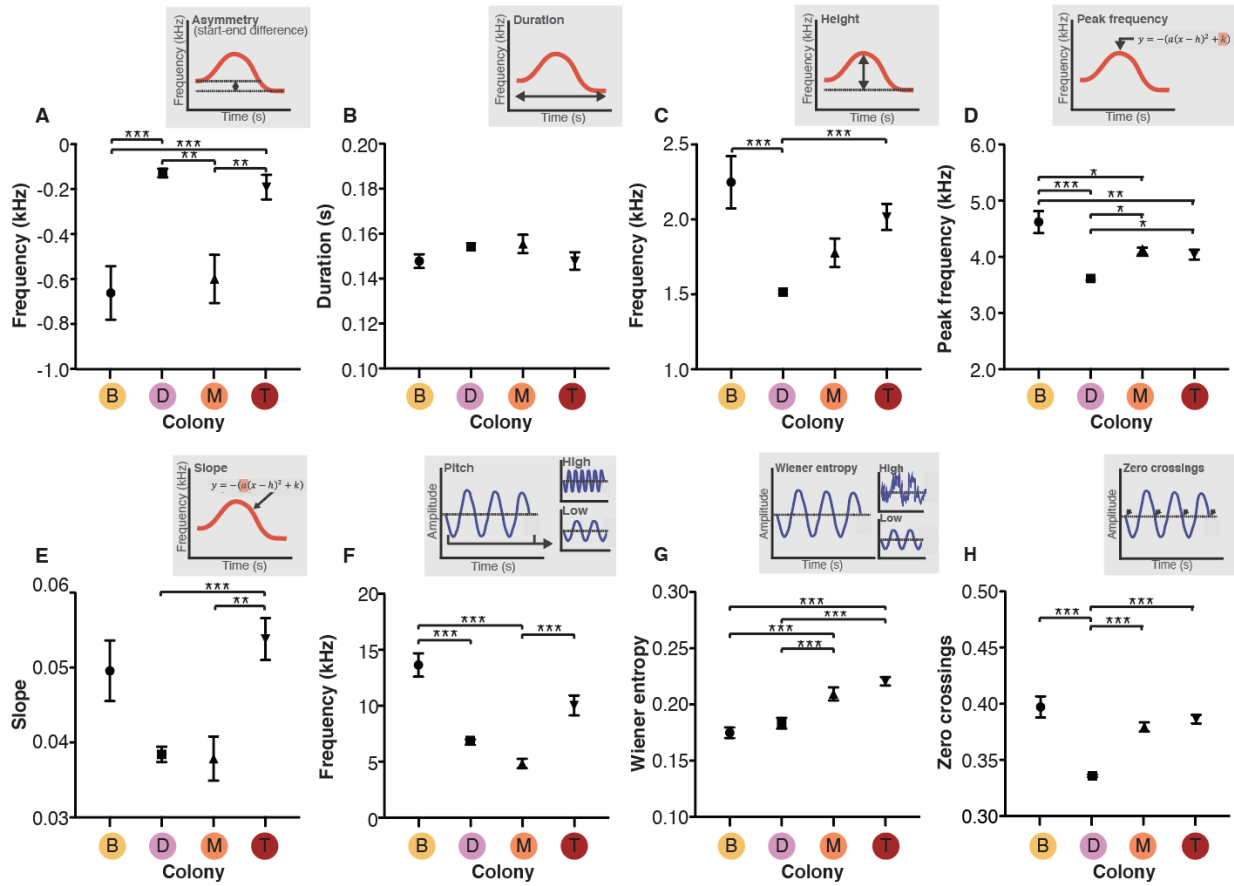 Asymmetry
(start-end difference)
Frequency (kHz)
Time (s)
Duration
Frequency (kHz)
Time (s)
Height
Frequency (kHz)
Time (s)
Peak frequency
y = −(a(x − h)² + k)
Frequency (kHz)
Time (s)
A
***
***
**
**
0
-0.2
-0.4
-0.6
-0.8
-1.0
Frequency (kHz)
B D M T
Colony
B
0.20
0.18
0.16
0.14
0.12
0.10
Duration (s)
B D M T
Colony
C
***
***
2.5
2.0
1.5
1.0
Frequency (kHz)
B D M T
Colony
D
*
***
**
*
*
6.0
5.0
4.0
3.0
2.0
Peak frequency (kHz)
B D M T
Colony
Slope
y = −(a(x − h)² + k)
Frequency (kHz)
Time (s)
Pitch
Amplitude
Time (s)
High
Low
Wiener entropy
Amplitude
Time (s)
High
Low
Zero crossings
Amplitude
Time (s)
E
***
**
0.06
0.05
0.04
0.03
Slope
B D M T
Colony
F
***
***
***
20
15
10
5
0
Frequency (kHz)
B D M T
Colony
G
***
***
***
***
0.30
0.25
0.20
0.15
0.10
Wiener entropy
B D M T
Colony
H
***
***
***
0.50
0.45
0.40
0.35
0.30
Zero crossings
B D M T
Colony